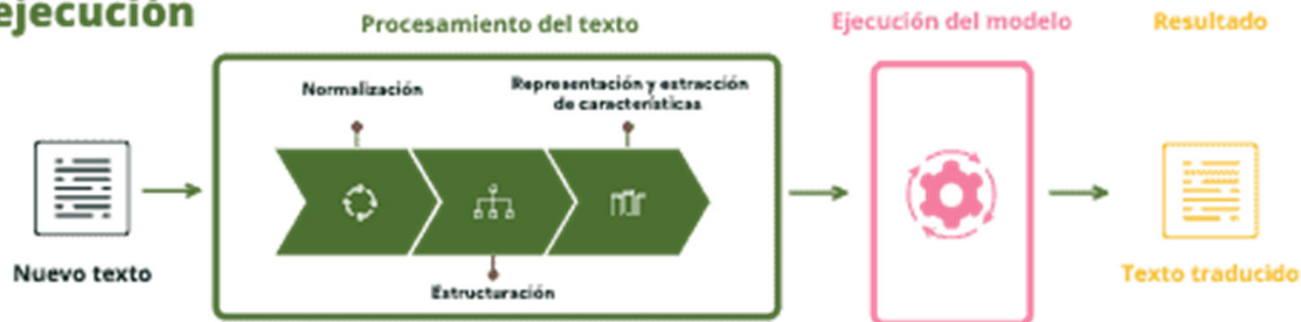 ejecución
Procesamiento del texto
Ejecución del modelo
Resultado
Normalización
Representación y extracción
de características
Estructuración
Nuevo texto
Texto traducido